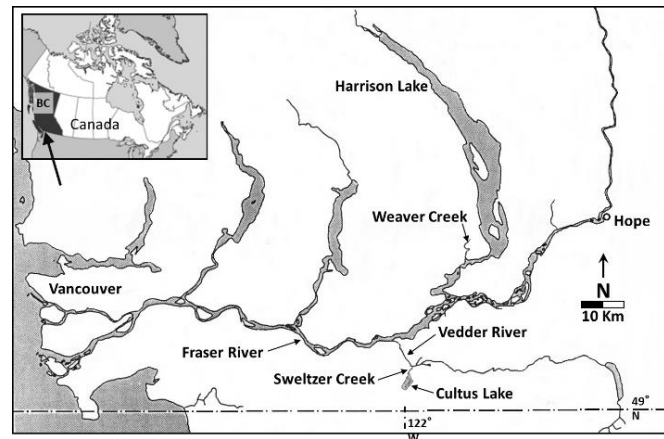 BC
Canada
Harrison Lake
Weaver Creek
Hope
Vancouver
N
10 Km
Vedder River
Fraser River
Sweltzer Creek
Cultus Lake
49°
N
122°
W